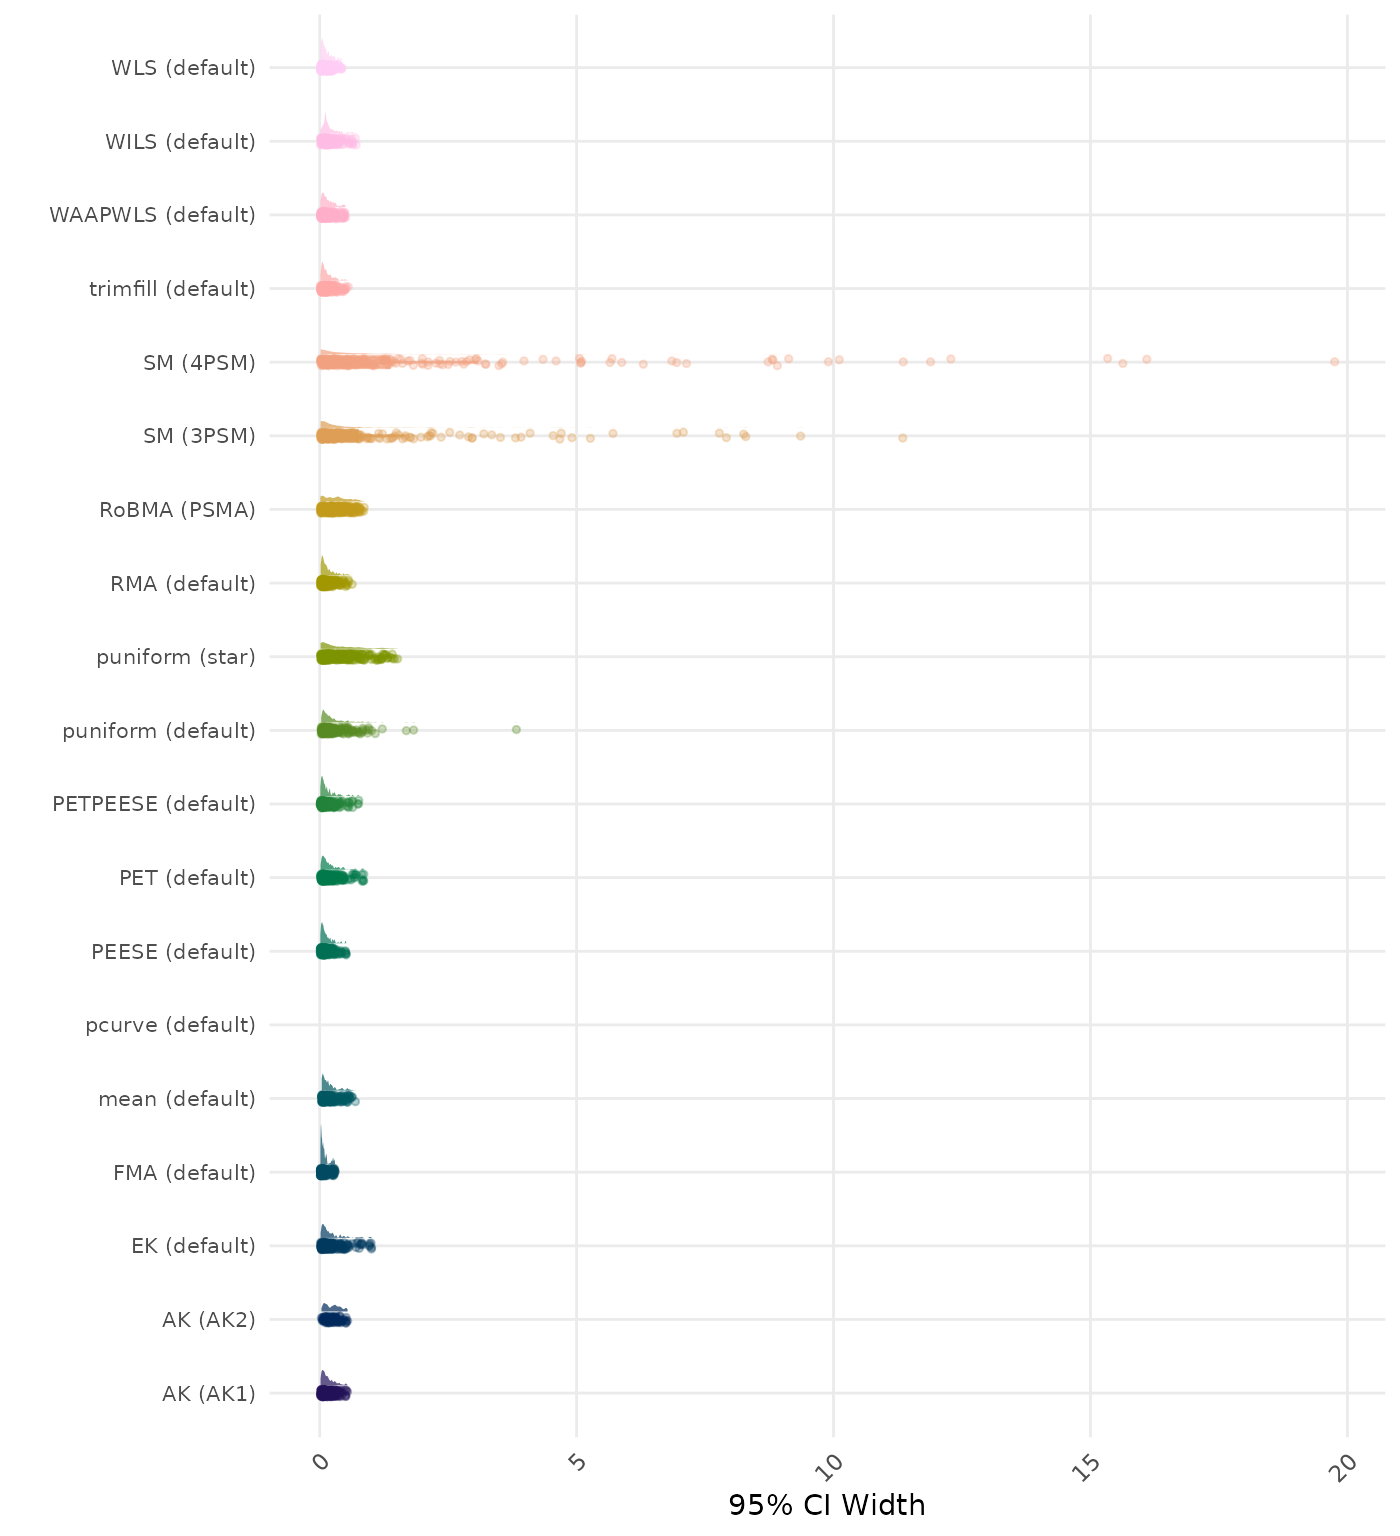 WLS (default)
WILS (default)
WAAPWLS (default)
trimfill (default)
SM (4PSM)
SM (3PSM)
RoBMA (PSMA)
RMA (default)
puniform (star)
puniform (default)
PETPEESE (default)
PET (default)
PEESE (default)
pcurve (default)
mean (default)
FMA (default)
EK (default)
AK (AK2)
AK (AK1)
0 5 10 15 20
95% CI Width